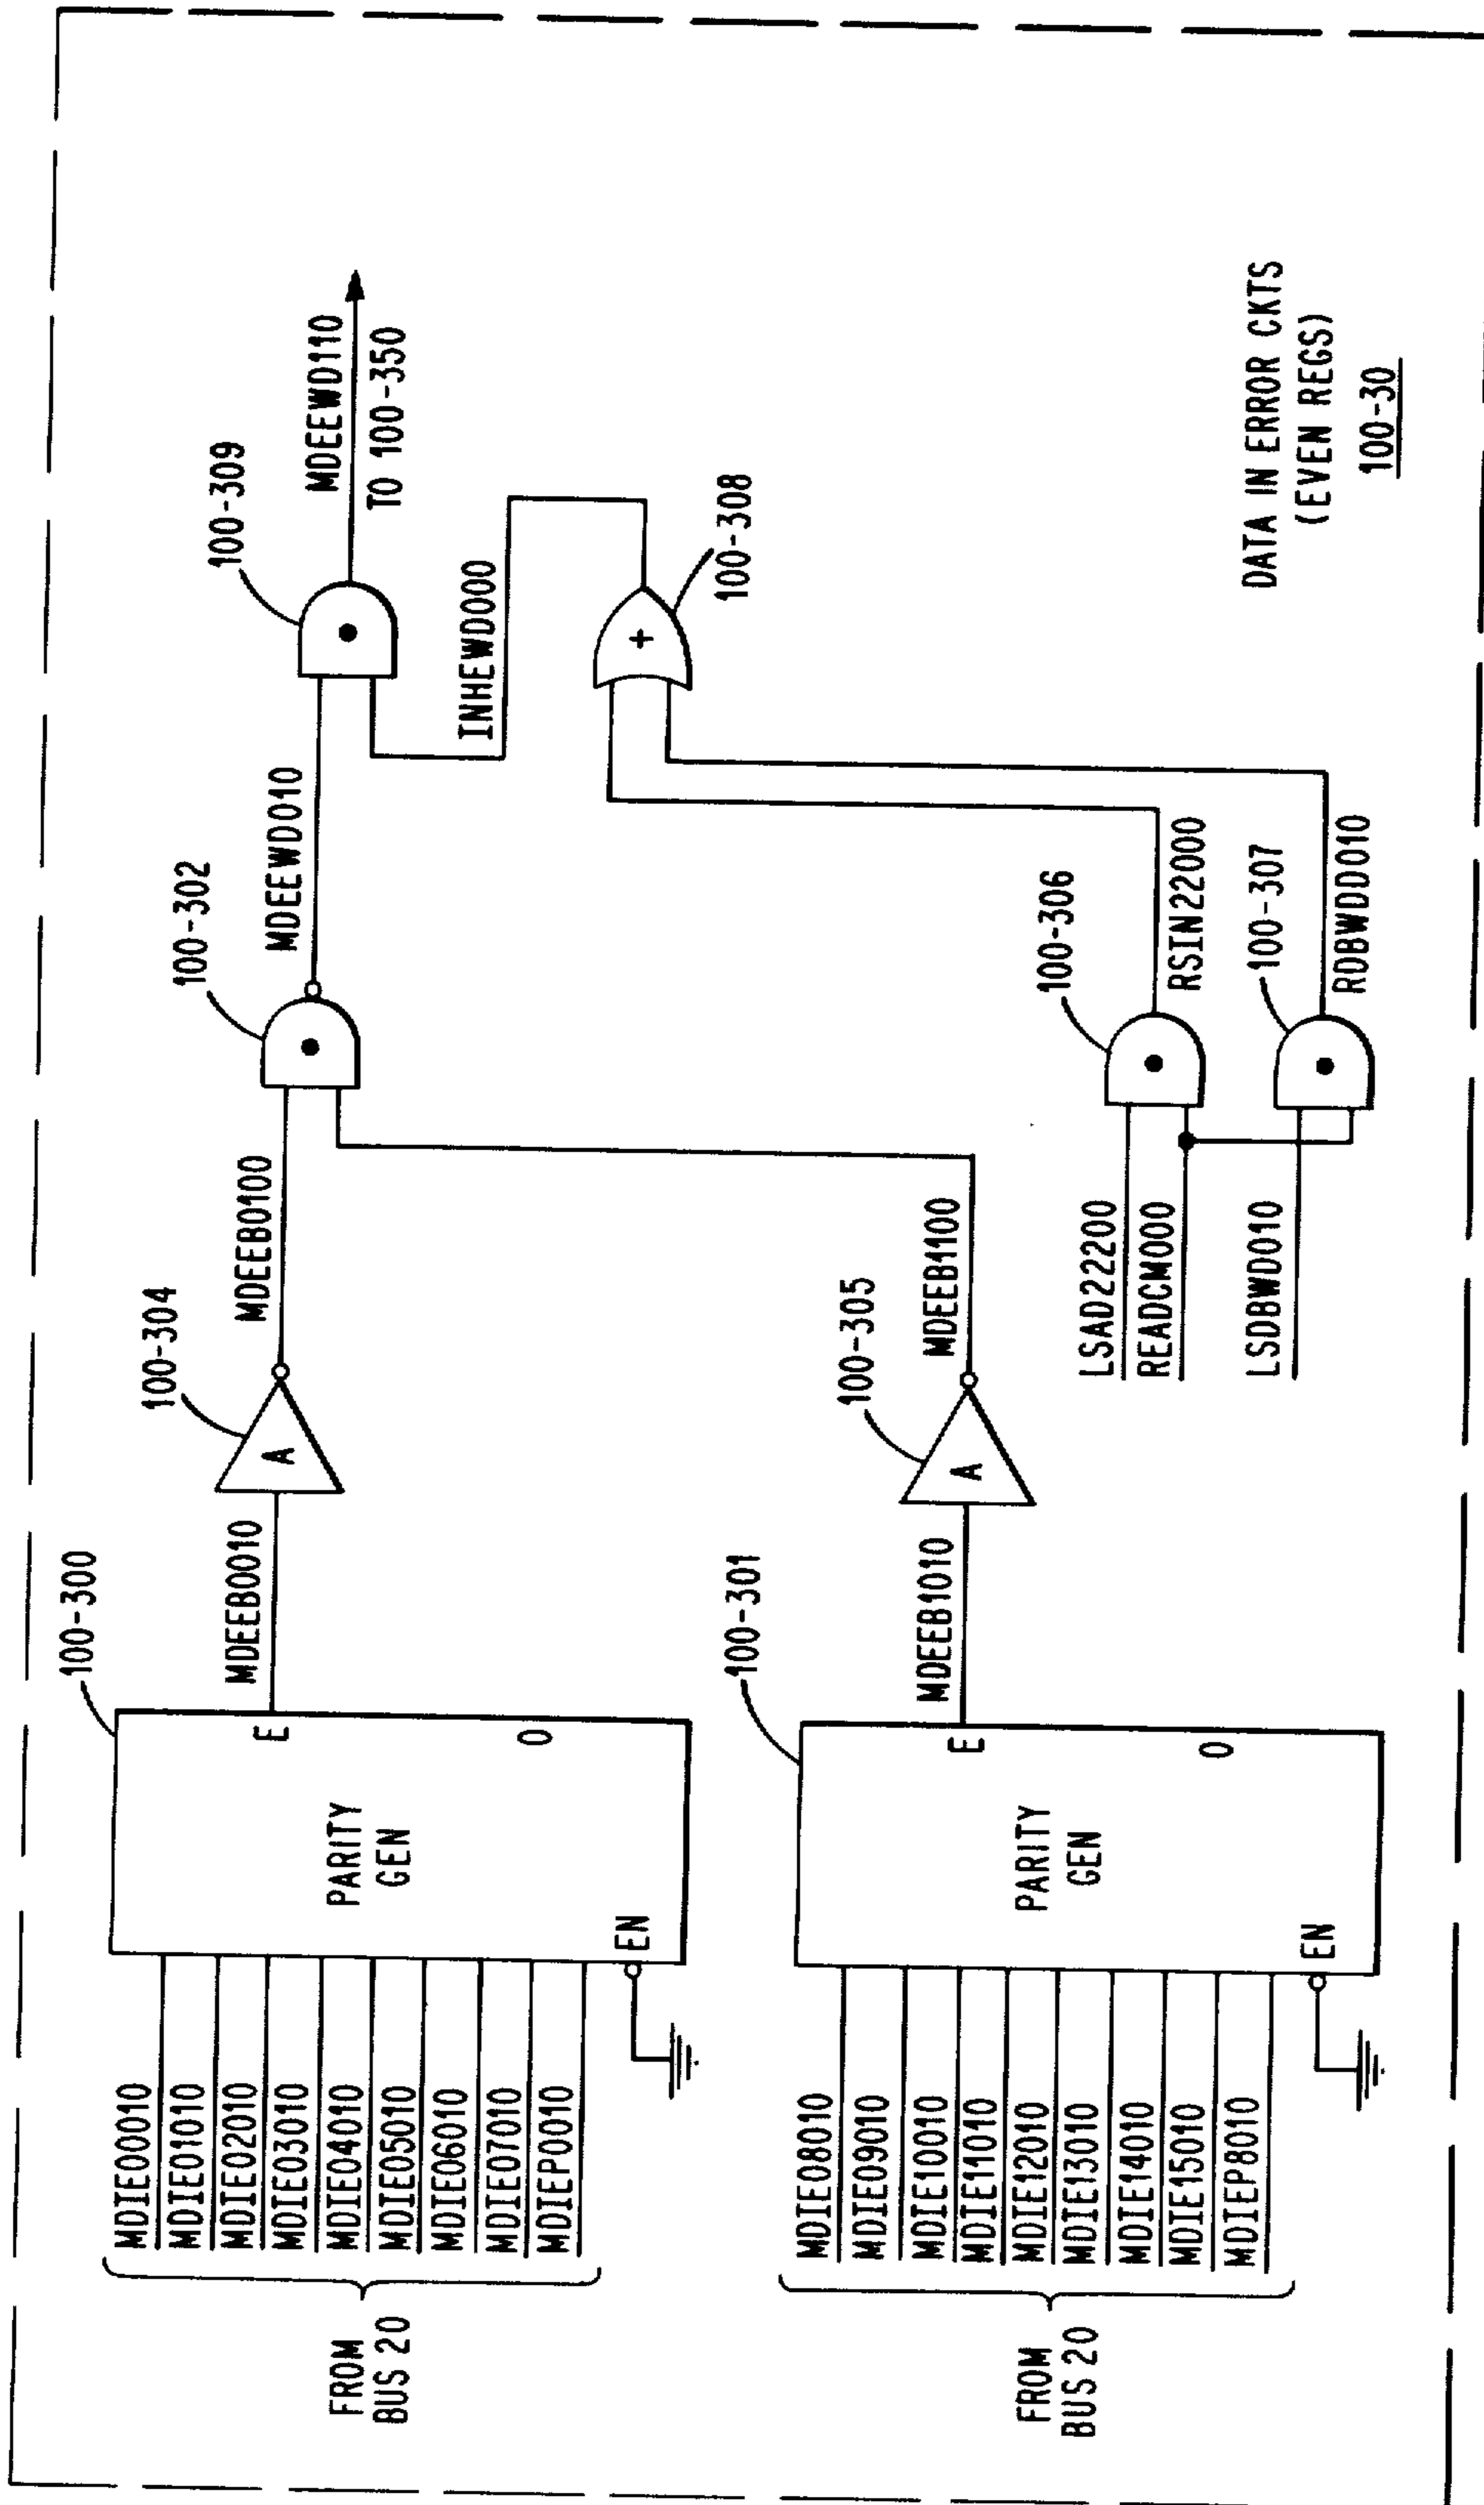 FROM
BUS 20
MDIE00010
MDIE01010
MDIE02010
MDIE03010
MDIE04010
MDIE05010
MDIE06010
MDIE07010
MDIEP0010
PARITY
GEN
EN
E
O
100-300
MDEEB0010
A
100-304
MDEEB0100
100-302
MDEEWD010
100-309
MDEEWD110
TO 100-350
INHEWD000
+
100-308
FROM
BUS 20
MDIE08010
MDIE09010
MDIE10010
MDIE11010
MDIE12010
MDIE13010
MDIE14010
MDIE15010
MDIEP8010
PARITY
GEN
EN
E
O
100-301
MDEEB1010
A
100-305
MDEEB1100
LSAD22200
READCM000
LSDBWD010
100-306
RSIN22000
100-307
RDBWDD010
DATA IN ERROR CKTS
(EVEN REGS)
100-30